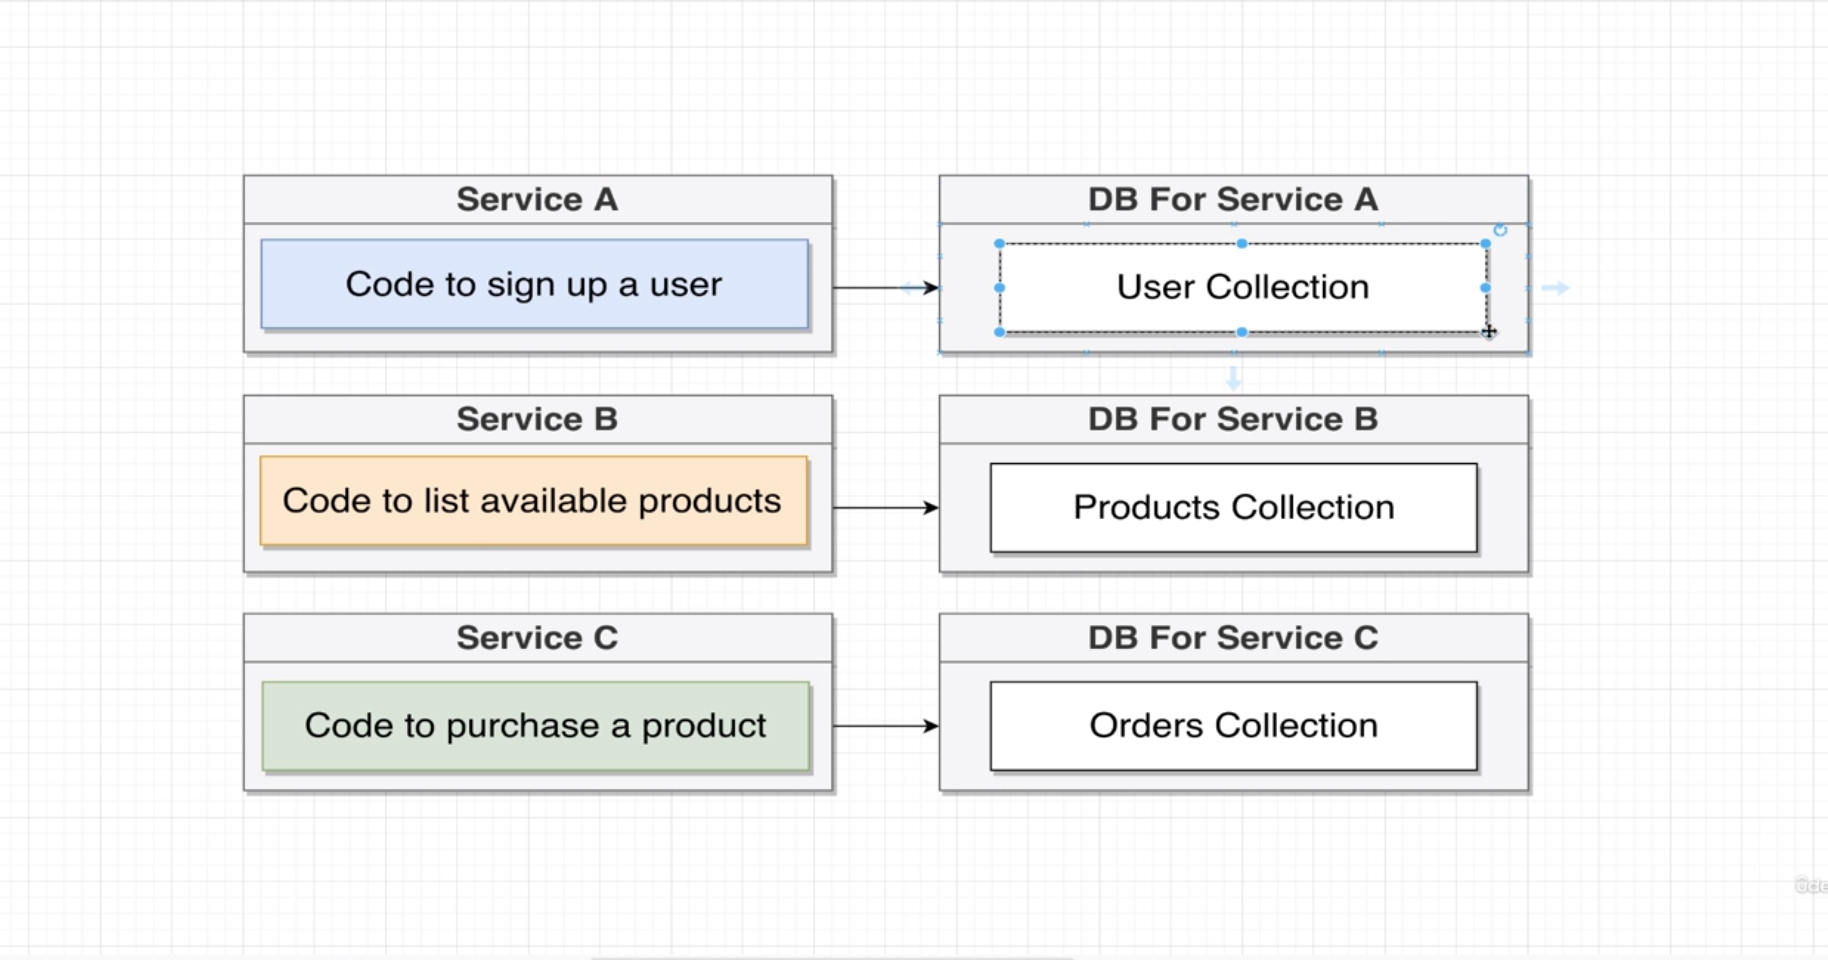 Service A
DB For Service A
Code to sign up a user
User Collection
Service B
DB For Service B
Code to list available products
Products Collection
Service C
DB For Service C
Code to purchase a product
Orders Collection